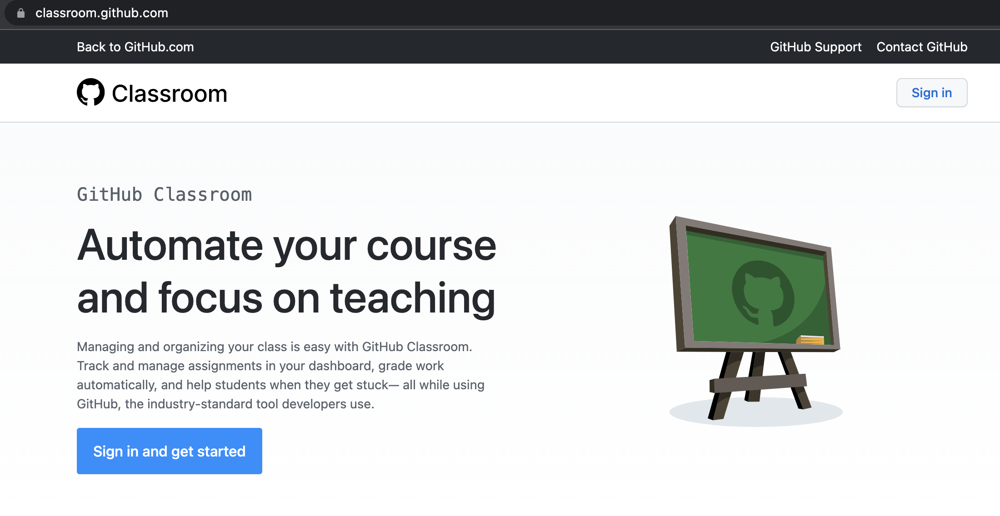 classroom.github.com
Back to GitHub.com
GitHub Support
Contact GitHub
Classroom
Sign in
GitHub Classroom
Automate your course
and focus on teaching
Managing and organizing your class is easy with GitHub Classroom.
Track and manage assignments in your dashboard, grade work
automatically, and help students when they get stuck— all while using
GitHub, the industry-standard tool developers use.
Sign in and get started